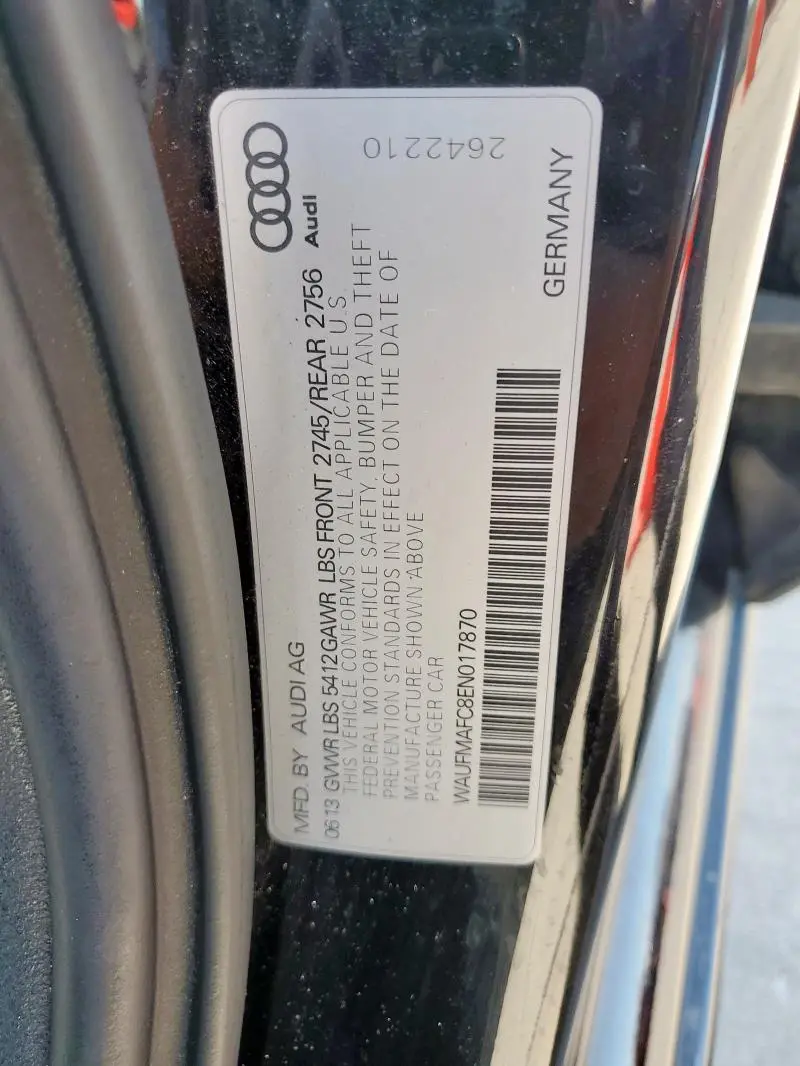 MFD. BY AUDI AG
06 13 GVWR LBS 5412 GAWR LBS FRONT 2745/REAR 2756
Audi
THIS VEHICLE CONFORMS TO ALL APPLICABLE U.S.
FEDERAL MOTOR VEHICLE SAFETY, BUMPER AND THEFT
PREVENTION STANDARDS IN EFFECT ON THE DATE OF
MANUFACTURE SHOWN ABOVE
PASSENGER CAR
WAUFMAFC8EN017870
GERMANY
2642210